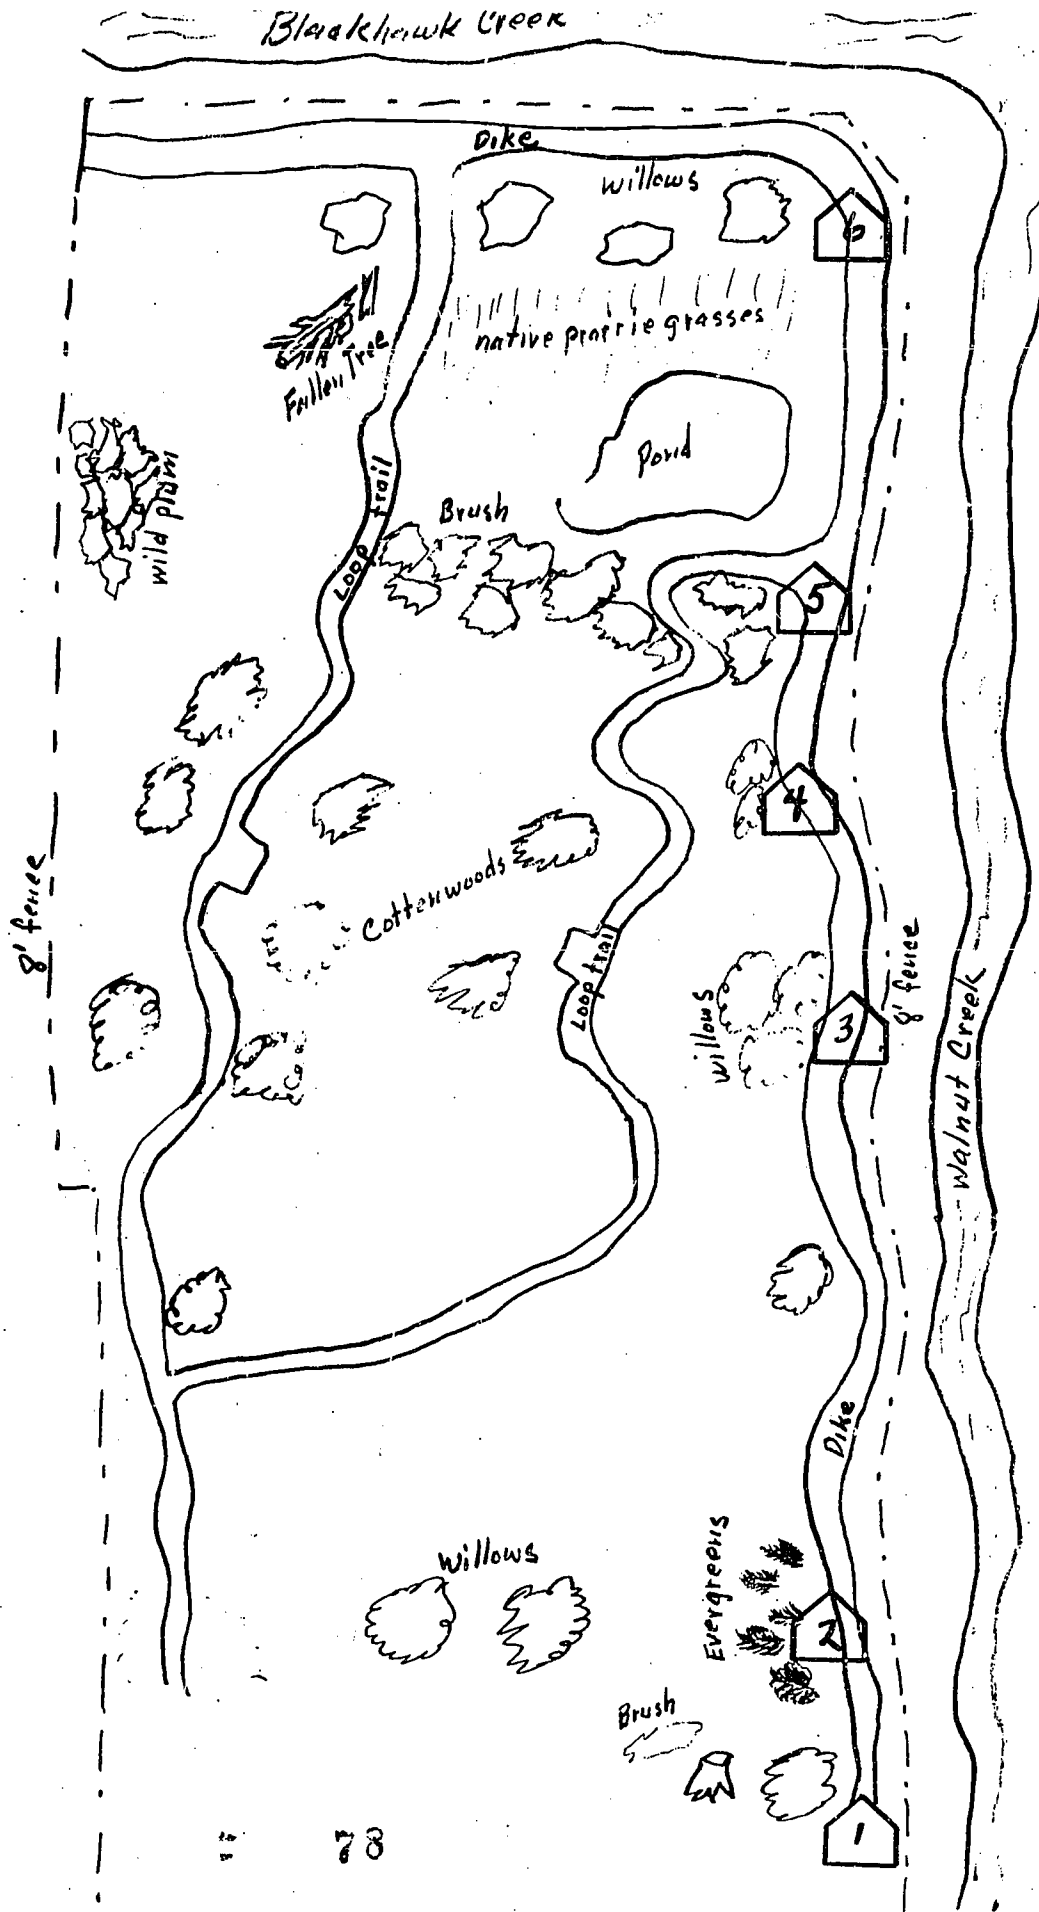 Blackhawk Creek
Dike
Willows
6
native prairie grasses
Fallen Tree
Pond
wild plum
Loop trail
Brush
5
4
Cottenwoods
8' fence
Loop trail
willows
3
8' fence
Walnut Creek
Dike
Willows
Evergreens
2
Brush
1
78